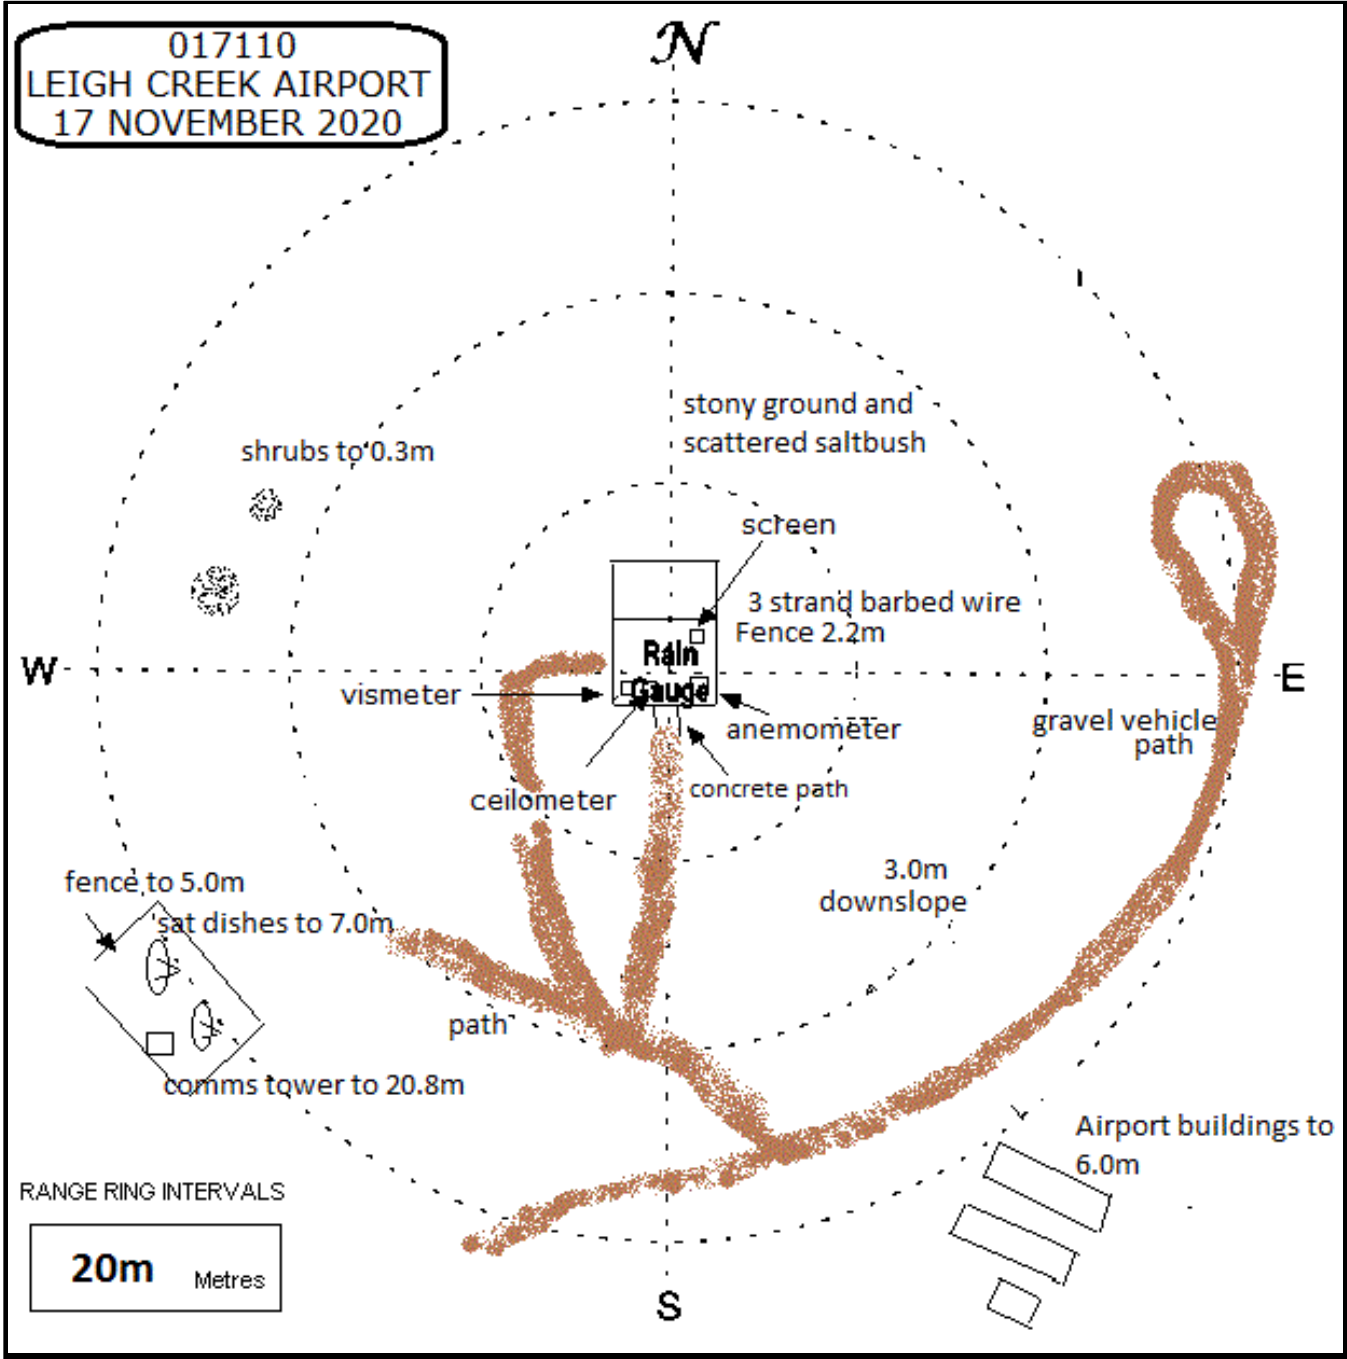 017110
LEIGH CREEK AIRPORT
17 NOVEMBER 2020
N
stony ground and
scattered saltbush
shrubs to 0.3m
screen
3 strand barbed wire
Fence 2.2m
Rain
Gauge
W
E
vismeter
anemometer
gravel vehicle
path
ceilometer
concrete path
3.0m
downslope
fence to 5.0m
sat dishes to 7.0m
path
comms tower to 20.8m
Airport buildings to
6.0m
RANGE RING INTERVALS
20m Metres
S